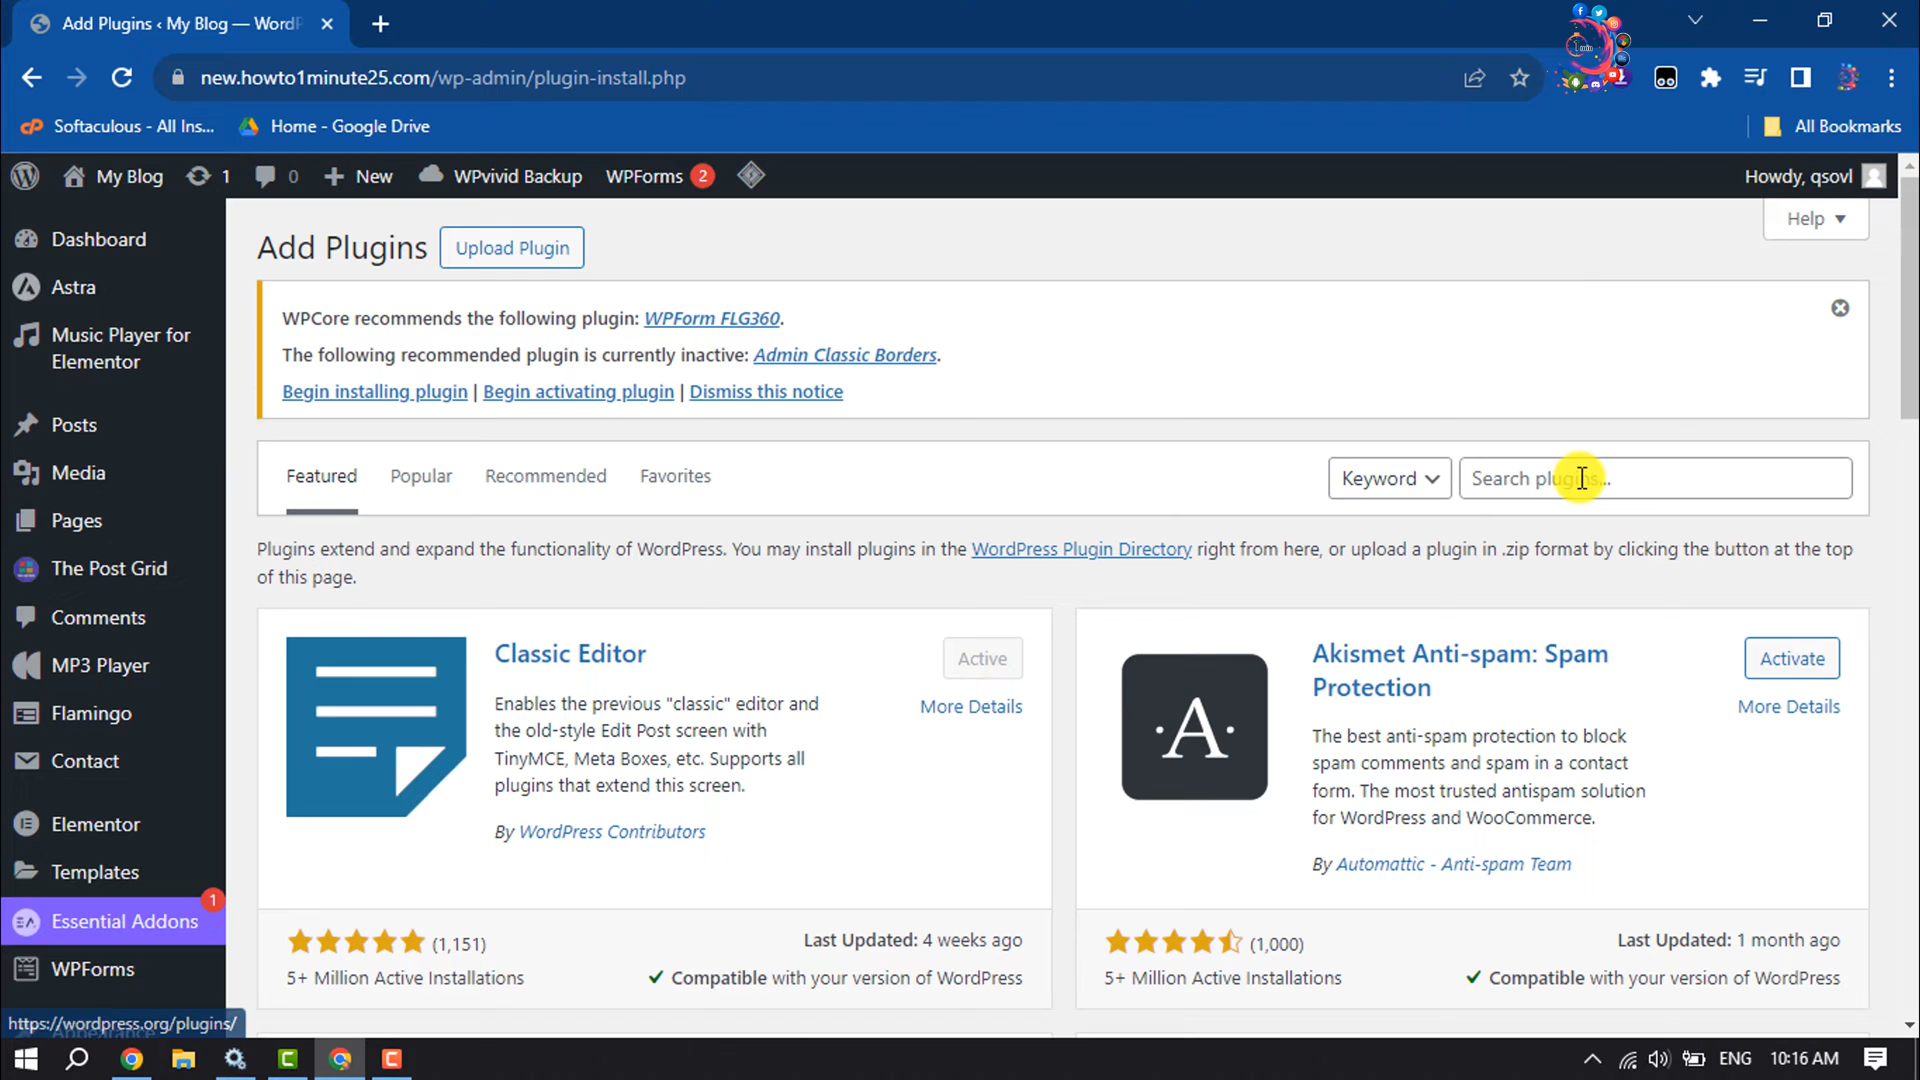 Add Plugins ‹ My Blog — WordP
new.howto1minute25.com/wp-admin/plugin-install.php
1min
Softaculous - All Ins...
Home - Google Drive
All Bookmarks
My Blog
1
0
New
WPvivid Backup
WPForms 2
Howdy, qsovl
Dashboard
Astra
Music Player for
Elementor
Posts
Media
Pages
The Post Grid
Comments
MP3 Player
Flamingo
Contact
Elementor
Templates
Essential Addons 1
WPForms
Appearance
https://wordpress.org/plugins/
Help
Add Plugins
Upload Plugin
WPCore recommends the following plugin: WPForm FLG360.
The following recommended plugin is currently inactive: Admin Classic Borders.
Begin installing plugin | Begin activating plugin | Dismiss this notice
Featured Popular Recommended Favorites
Keyword
Search plugins...
Plugins extend and expand the functionality of WordPress. You may install plugins in the WordPress Plugin Directory right from here, or upload a plugin in .zip format by clicking the button at the top
of this page.
Classic Editor
Active
More Details
Enables the previous "classic" editor and
the old-style Edit Post screen with
TinyMCE, Meta Boxes, etc. Supports all
plugins that extend this screen.
By WordPress Contributors
(1,151)
5+ Million Active Installations
Last Updated: 4 weeks ago
Compatible with your version of WordPress
·A·
Akismet Anti-spam: Spam
Protection
Activate
More Details
The best anti-spam protection to block
spam comments and spam in a contact
form. The most trusted antispam solution
for WordPress and WooCommerce.
By Automattic - Anti-spam Team
(1,000)
5+ Million Active Installations
Last Updated: 1 month ago
Compatible with your version of WordPress
ENG
10:16 AM